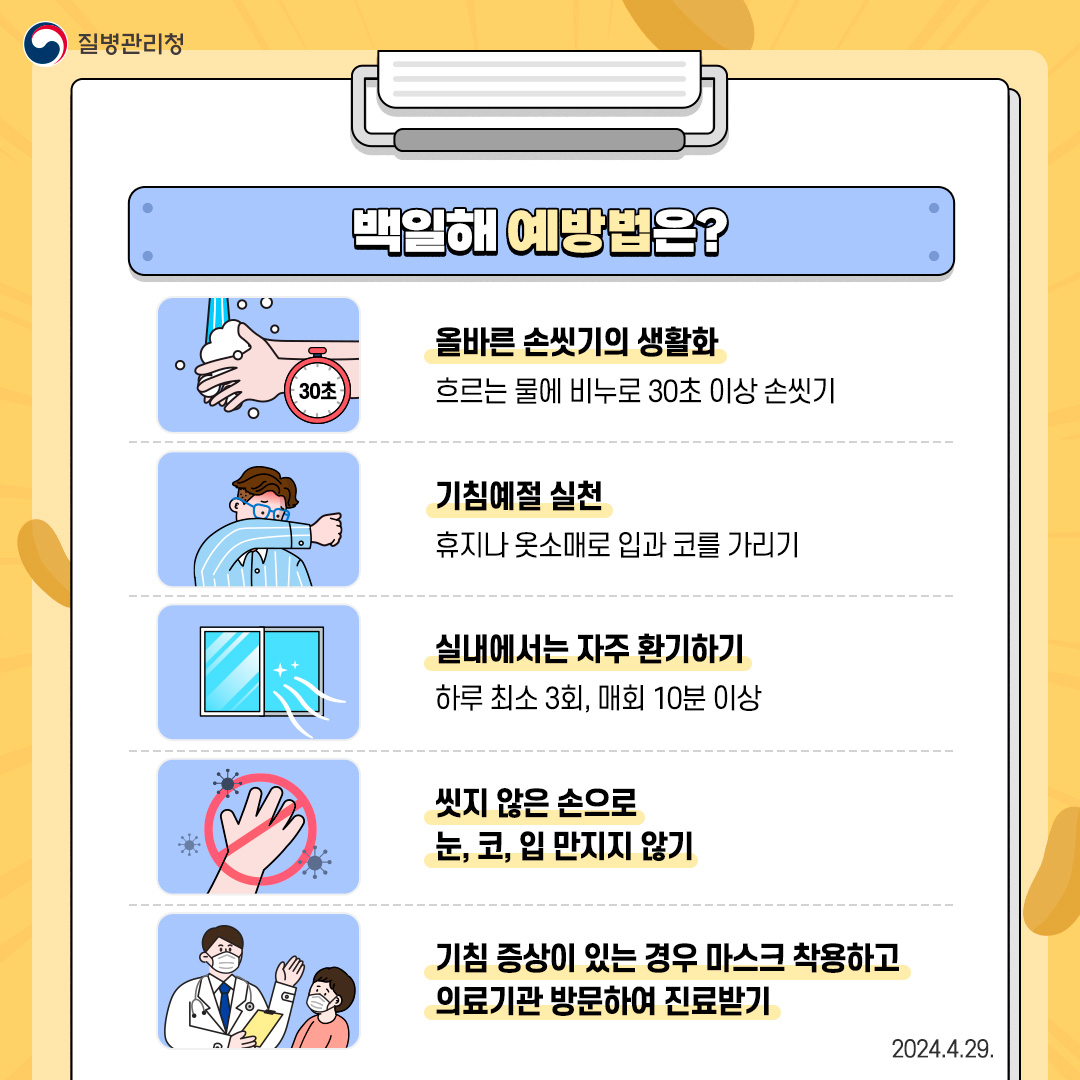 질병관리청
백일해 예방법은?
30초
올바른 손씻기의 생활화
흐르는 물에 비누로 30초 이상 손씻기
기침예절 실천
휴지나 옷소매로 입과 코를 가리기
실내에서는 자주 환기하기
하루 최소 3회, 매회 10분 이상
씻지 않은 손으로
눈, 코, 입 만지지 않기
기침 증상이 있는 경우 마스크 착용하고
의료기관 방문하여 진료받기
2024.4.29.